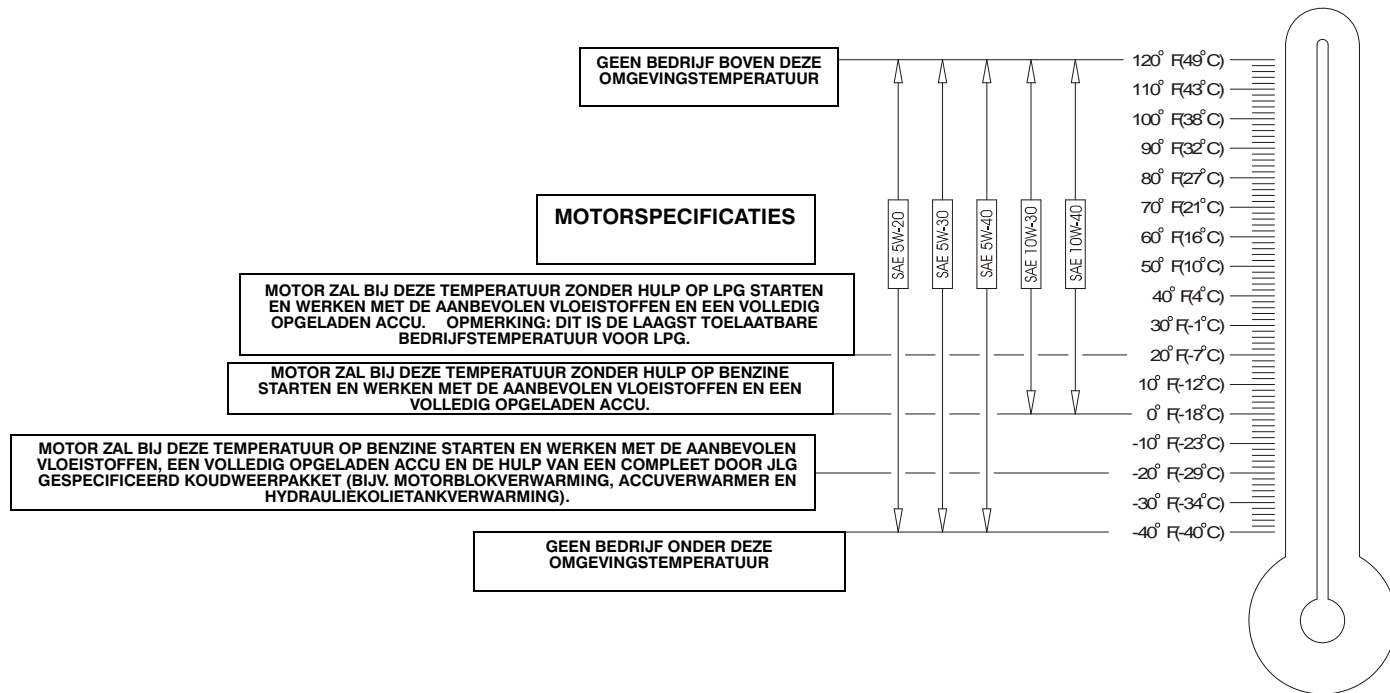 GEEN BEDRIJF BOVEN DEZE
OMGEVINGSTEMPERATUUR
MOTORSPECIFICATIES
MOTOR ZAL BIJ DEZE TEMPERATUUR ZONDER HULP OP LPG STARTEN
EN WERKEN MET DE AANBEVOLEN VLOEISTOFFEN EN EEN VOLLEDIG
OPGELADEN ACCU. OPMERKING: DIT IS DE LAAGST TOELAATBARE
BEDRIJFSTEMPERATUUR VOOR LPG.
MOTOR ZAL BIJ DEZE TEMPERATUUR ZONDER HULP OP BENZINE
STARTEN EN WERKEN MET DE AANBEVOLEN VLOEISTOFFEN EN EEN
VOLLEDIG OPGELADEN ACCU.
MOTOR ZAL BIJ DEZE TEMPERATUUR OP BENZINE STARTEN EN WERKEN MET DE AANBEVOLEN
VLOEISTOFFEN, EEN VOLLEDIG OPGELADEN ACCU EN DE HULP VAN EEN COMPLEET DOOR JLG
GESPECIFICEERD KOUDWEERPAKKET (BIJV. MOTORBLOKVERWARMING, ACCUVERWARMER EN
HYDRAULIEKOLIETANKVERWARMING).
GEEN BEDRIJF ONDER DEZE
OMGEVINGSTEMPERATUUR
SAE 5W-20
SAE 5W-30
SAE 5W-40
SAE 10W-30
SAE 10W-40
120° F(49°C)
110° F(43°C)
100° F(38°C)
90° F(32°C)
80° F(27°C)
70° F(21°C)
60° F(16°C)
50° F(10°C)
40° F(4°C)
30° F(-1°C)
20° F(-7°C)
10° F(-12°C)
0° F(-18°C)
-10° F(-23°C)
-20° F(-29°C)
-30° F(-34°C)
-40° F(-40°C)